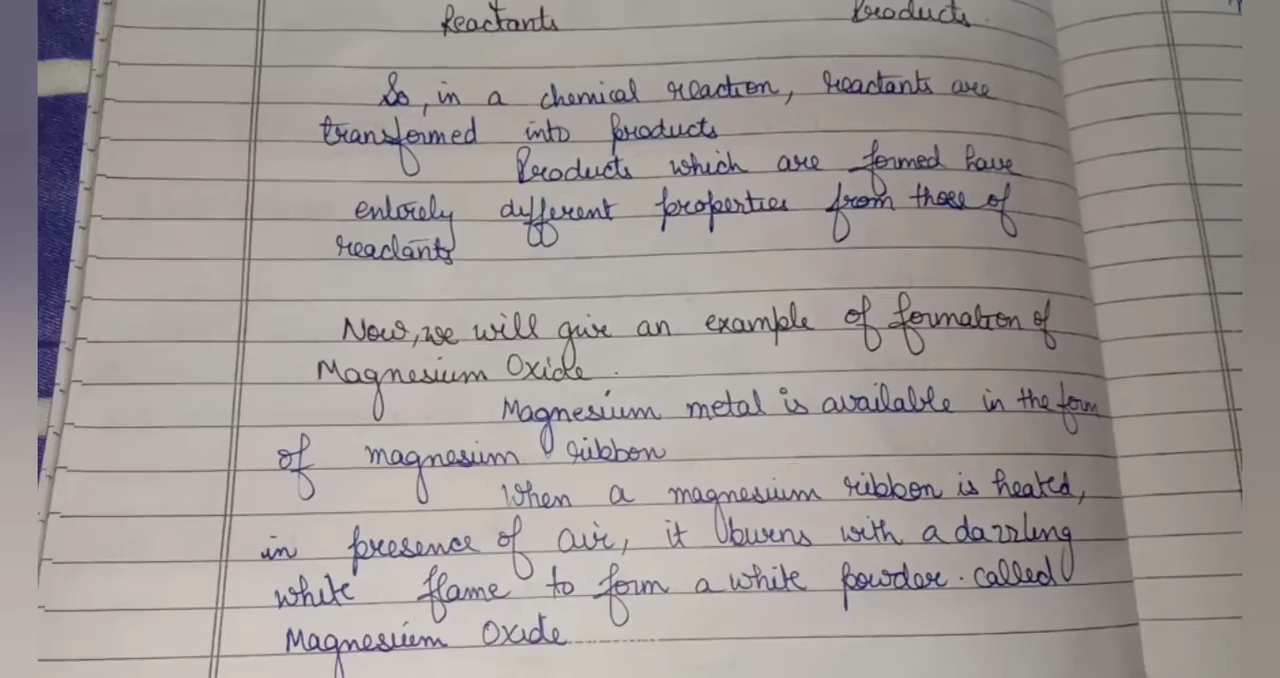 Reactants Products.
So, in a chemical reaction, reactants are
transformed into products
Products which are formed have
entirely different properties from those of
reactants
Now, we will give an example of formation of
Magnesium Oxide.
Magnesium metal is available in the form
of magnesium ribbon
When a magnesium ribbon is heated,
in presence of air, it burns with a dazzling
white flame to form a white powder. called
Magnesium Oxide